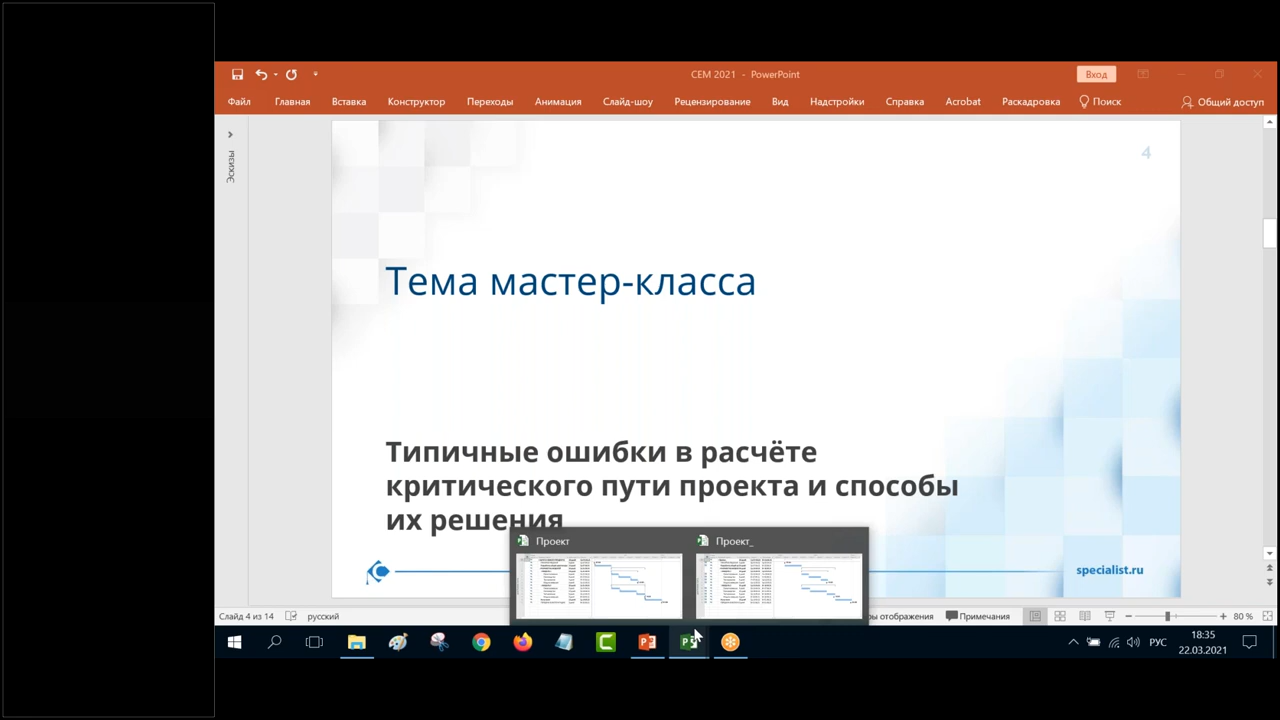 CEM 2021 - PowerPoint
Вход
Файл
Главная
Вставка
Конструктор
Переходы
Анимация
Слайд-шоу
Рецензирование
Вид
Надстройки
Справка
Acrobat
Раскадровка
Поиск
Общий доступ
Эскизы
4
Тема мастер-класса
Типичные ошибки в расчёте
критического пути проекта и способы
их решения
Проект
Проект_
specialist.ru
Слайд 4 из 14
русский
отображения
Примечания
80 %
РУС
18:35
22.03.2021